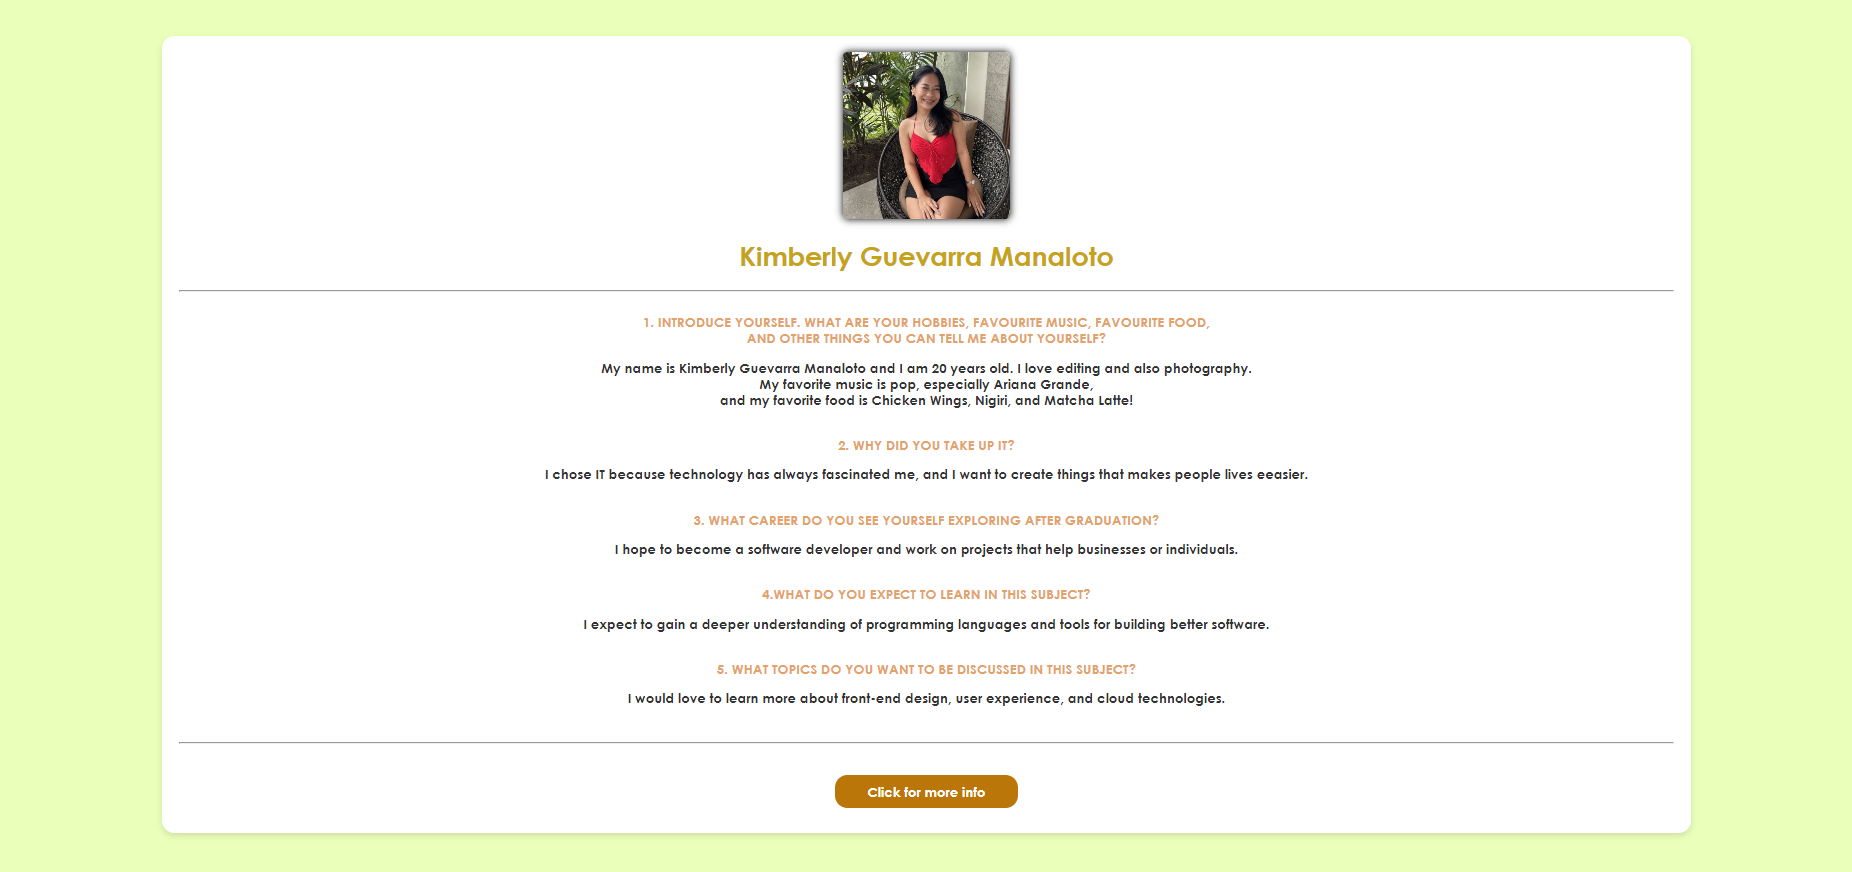 Kimberly Guevarra Manaloto
1. INTRODUCE YOURSELF. WHAT ARE YOUR HOBBIES, FAVOURITE MUSIC, FAVOURITE FOOD,
AND OTHER THINGS YOU CAN TELL ME ABOUT YOURSELF?
My name is Kimberly Guevarra Manaloto and I am 20 years old. I love editing and also photography.
My favorite music is pop, especially Ariana Grande,
and my favorite food is Chicken Wings, Nigiri, and Matcha Latte!
2. WHY DID YOU TAKE UP IT?
I chose IT because technology has always fascinated me, and I want to create things that makes people lives eeasier.
3. WHAT CAREER DO YOU SEE YOURSELF EXPLORING AFTER GRADUATION?
I hope to become a software developer and work on projects that help businesses or individuals.
4.WHAT DO YOU EXPECT TO LEARN IN THIS SUBJECT?
I expect to gain a deeper understanding of programming languages and tools for building better software.
5. WHAT TOPICS DO YOU WANT TO BE DISCUSSED IN THIS SUBJECT?
I would love to learn more about front-end design, user experience, and cloud technologies.
Click for more info